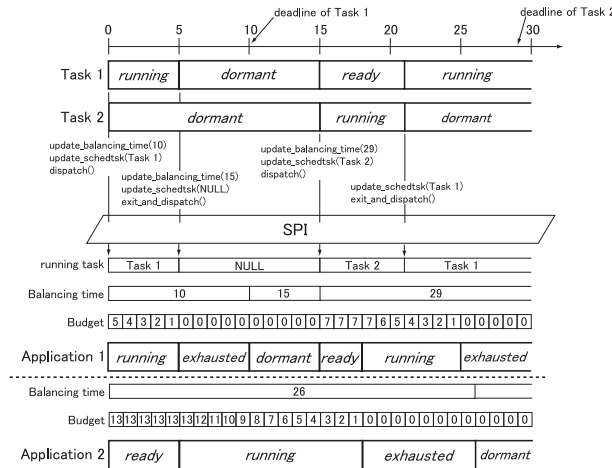 deadline of Task 1
deadline of Task 2
0 5 10 15 20 25 30
Task 1 running dormant ready running
Task 2 dormant running dormant
update_balancing_time(10)
update_schedtsk(Task 1)
dispatch()
update_balancing_time(15)
update_schedtsk(NULL)
exit_and_dispatch()
update_balancing_time(29)
update_schedtsk(Task 2)
dispatch()
update_schedtsk(Task 1)
exit_and_dispatch()
SPI
running task Task 1 NULL Task 2 Task 1
Balancing time 10 15 29
Budget 5 4 3 2 1 0 0 0 0 0 0 0 0 0 0 7 7 7 7 6 5 4 3 2 1 0 0 0 0 0
Application 1 running exhausted dormant ready running exhausted
Balancing time 26
Budget 13 13 13 13 13 13 12 11 10 9 8 7 6 5 4 3 2 1 0 0 0 0 0 0 0 0 0 0 0 0
Application 2 ready running exhausted dormant